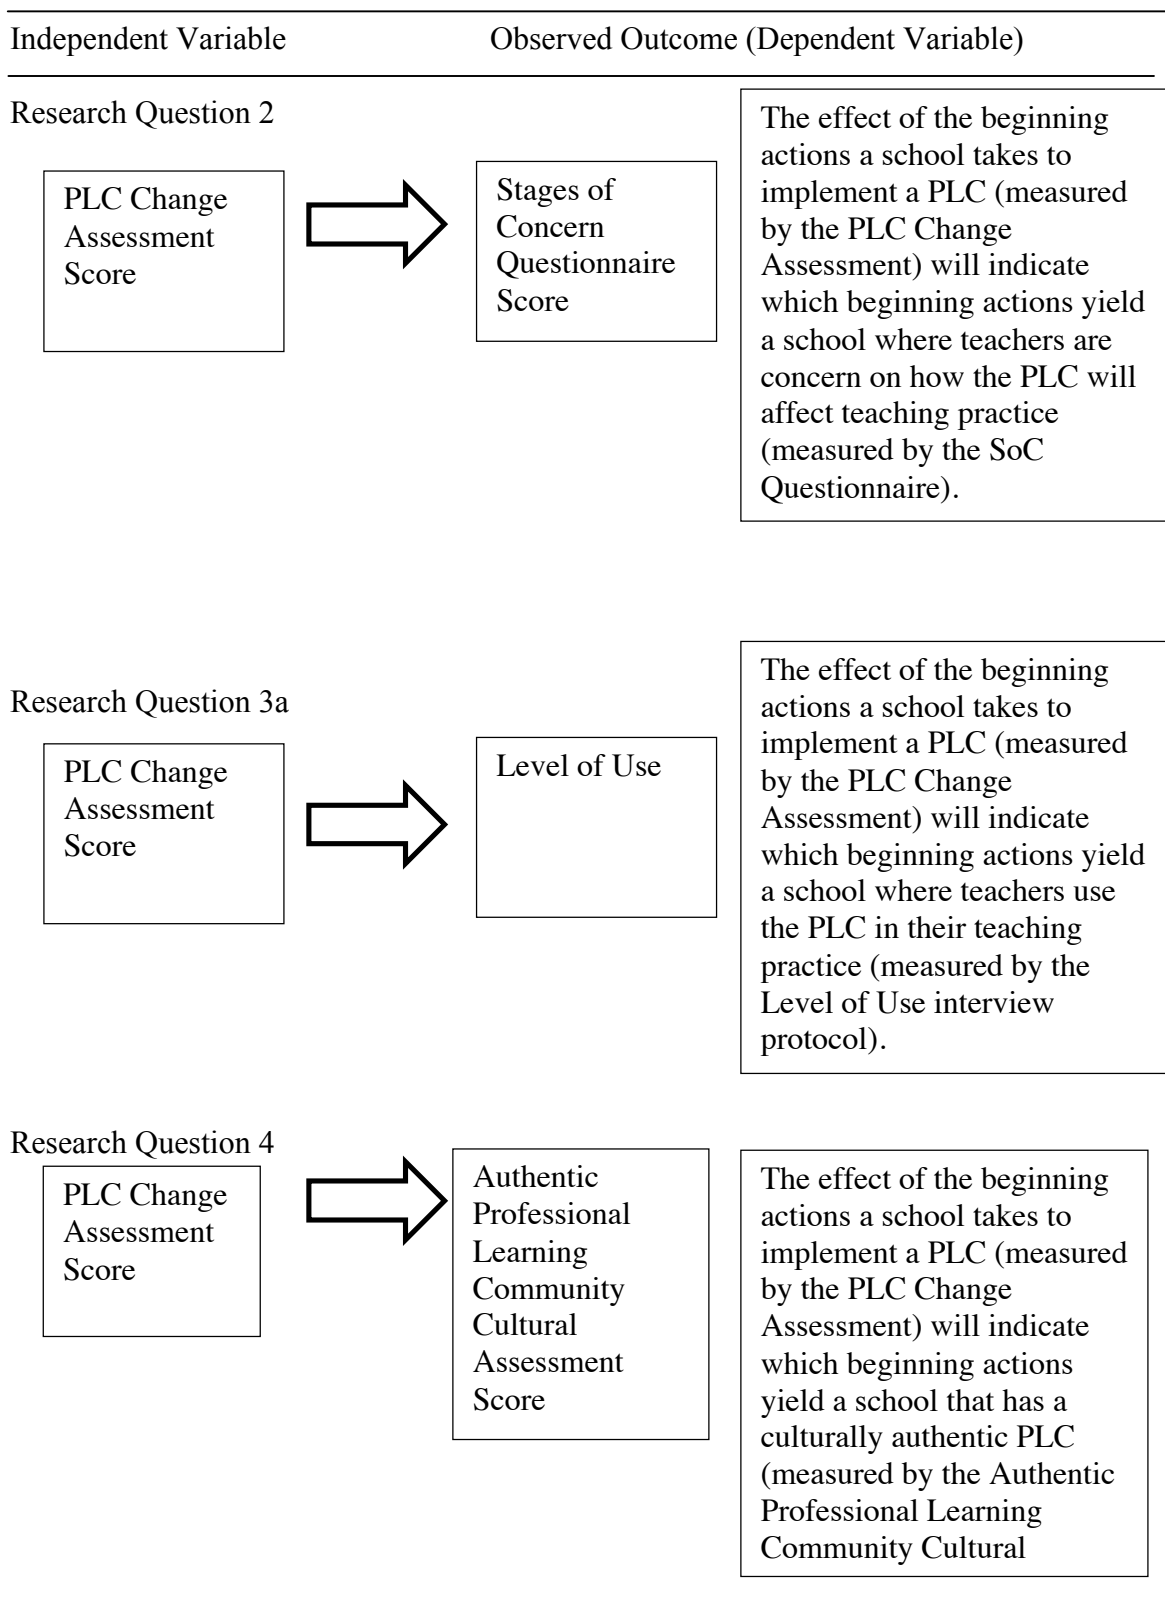 Independent Variable
Observed Outcome (Dependent Variable)
Research Question 2
PLC Change
Assessment
Score
Stages of
Concern
Questionnaire
Score
The effect of the beginning
actions a school takes to
implement a PLC (measured
by the PLC Change
Assessment) will indicate
which beginning actions yield
a school where teachers are
concern on how the PLC will
affect teaching practice
(measured by the SoC
Questionnaire).
Research Question 3a
PLC Change
Assessment
Score
Level of Use
The effect of the beginning
actions a school takes to
implement a PLC (measured
by the PLC Change
Assessment) will indicate
which beginning actions yield
a school where teachers use
the PLC in their teaching
practice (measured by the
Level of Use interview
protocol).
Research Question 4
PLC Change
Assessment
Score
Authentic
Professional
Learning
Community
Cultural
Assessment
Score
The effect of the beginning
actions a school takes to
implement a PLC (measured
by the PLC Change
Assessment) will indicate
which beginning actions
yield a school that has a
culturally authentic PLC
(measured by the Authentic
Professional Learning
Community Cultural